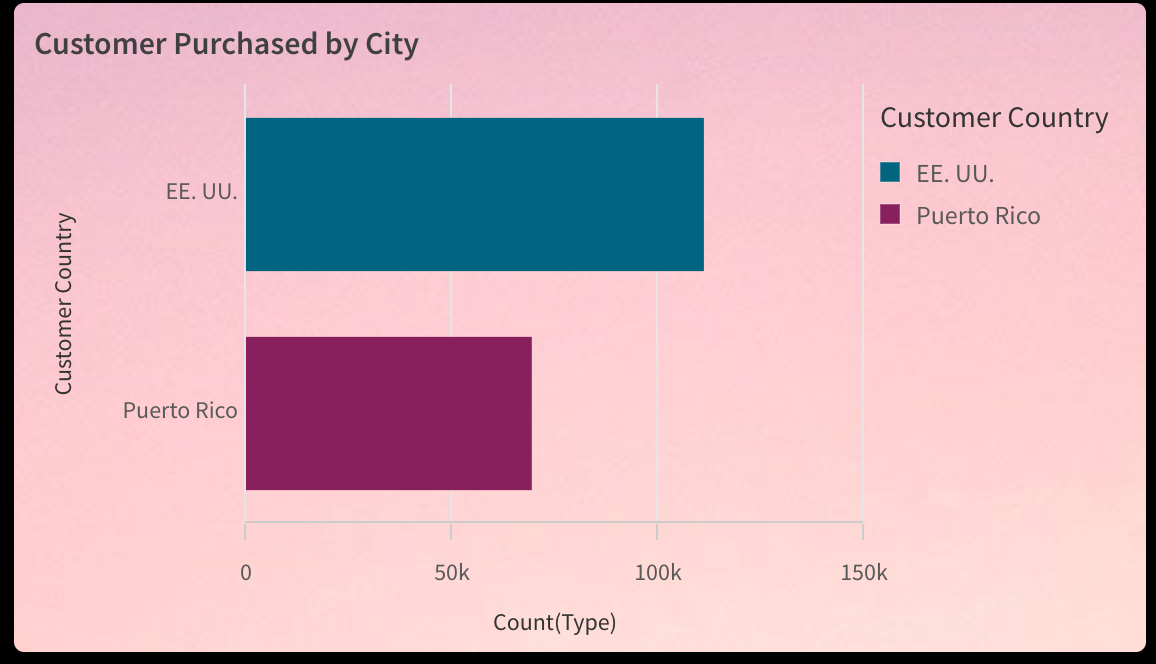 Customer Purchased by City
Customer Country
EE. UU.
Puerto Rico
Customer Country
EE. UU.
Puerto Rico
0 50k 100k 150k
Count(Type)